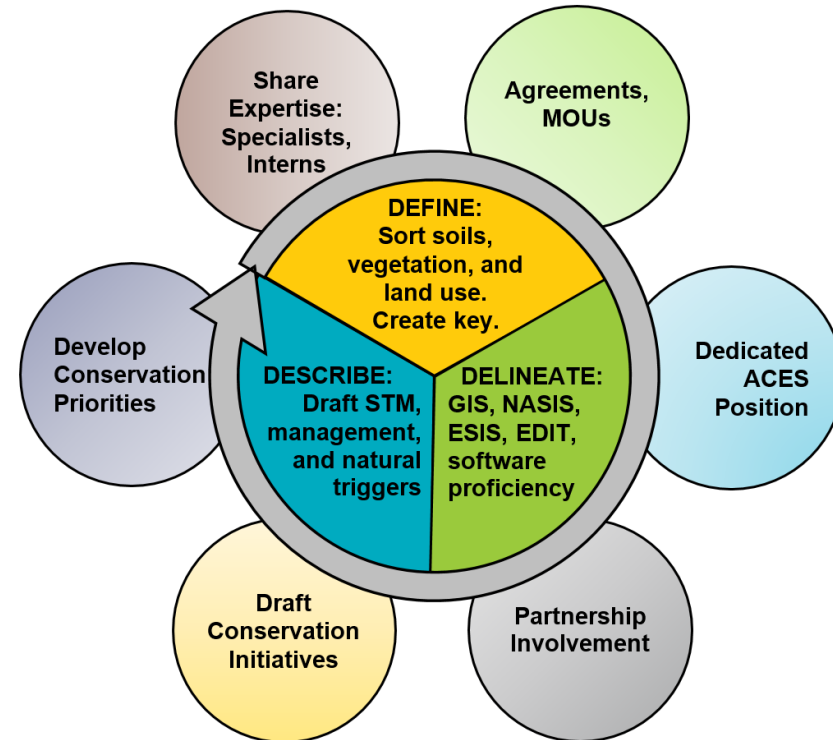 Share
Expertise:
Specialists,
Interns
Agreements,
MOUs
DEFINE:
Sort soils,
vegetation, and
land use.
Create key.
Develop
Conservation
Priorities
DESCRIBE:
Draft STM,
management,
and natural
triggers
DELINEATE:
GIS, NASIS,
ESIS, EDIT,
software
proficiency
Dedicated
ACES
Position
Draft
Conservation
Initiatives
Partnership
Involvement